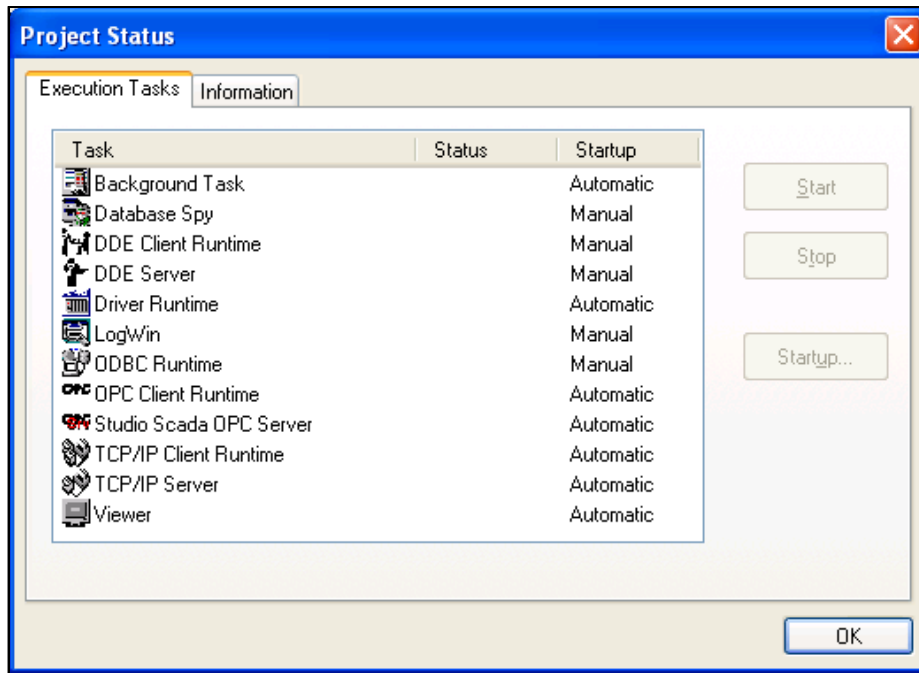 Project Status
Execution Tasks Information
Task Status Startup
Background Task Automatic
Database Spy Manual
DDE Client Runtime Manual
DDE Server Manual
Driver Runtime Automatic
LogWin Manual
ODBC Runtime Manual
OPC Client Runtime Automatic
Studio Scada OPC Server Automatic
TCP/IP Client Runtime Automatic
TCP/IP Server Automatic
Viewer Automatic
Start
Stop
Startup...
OK